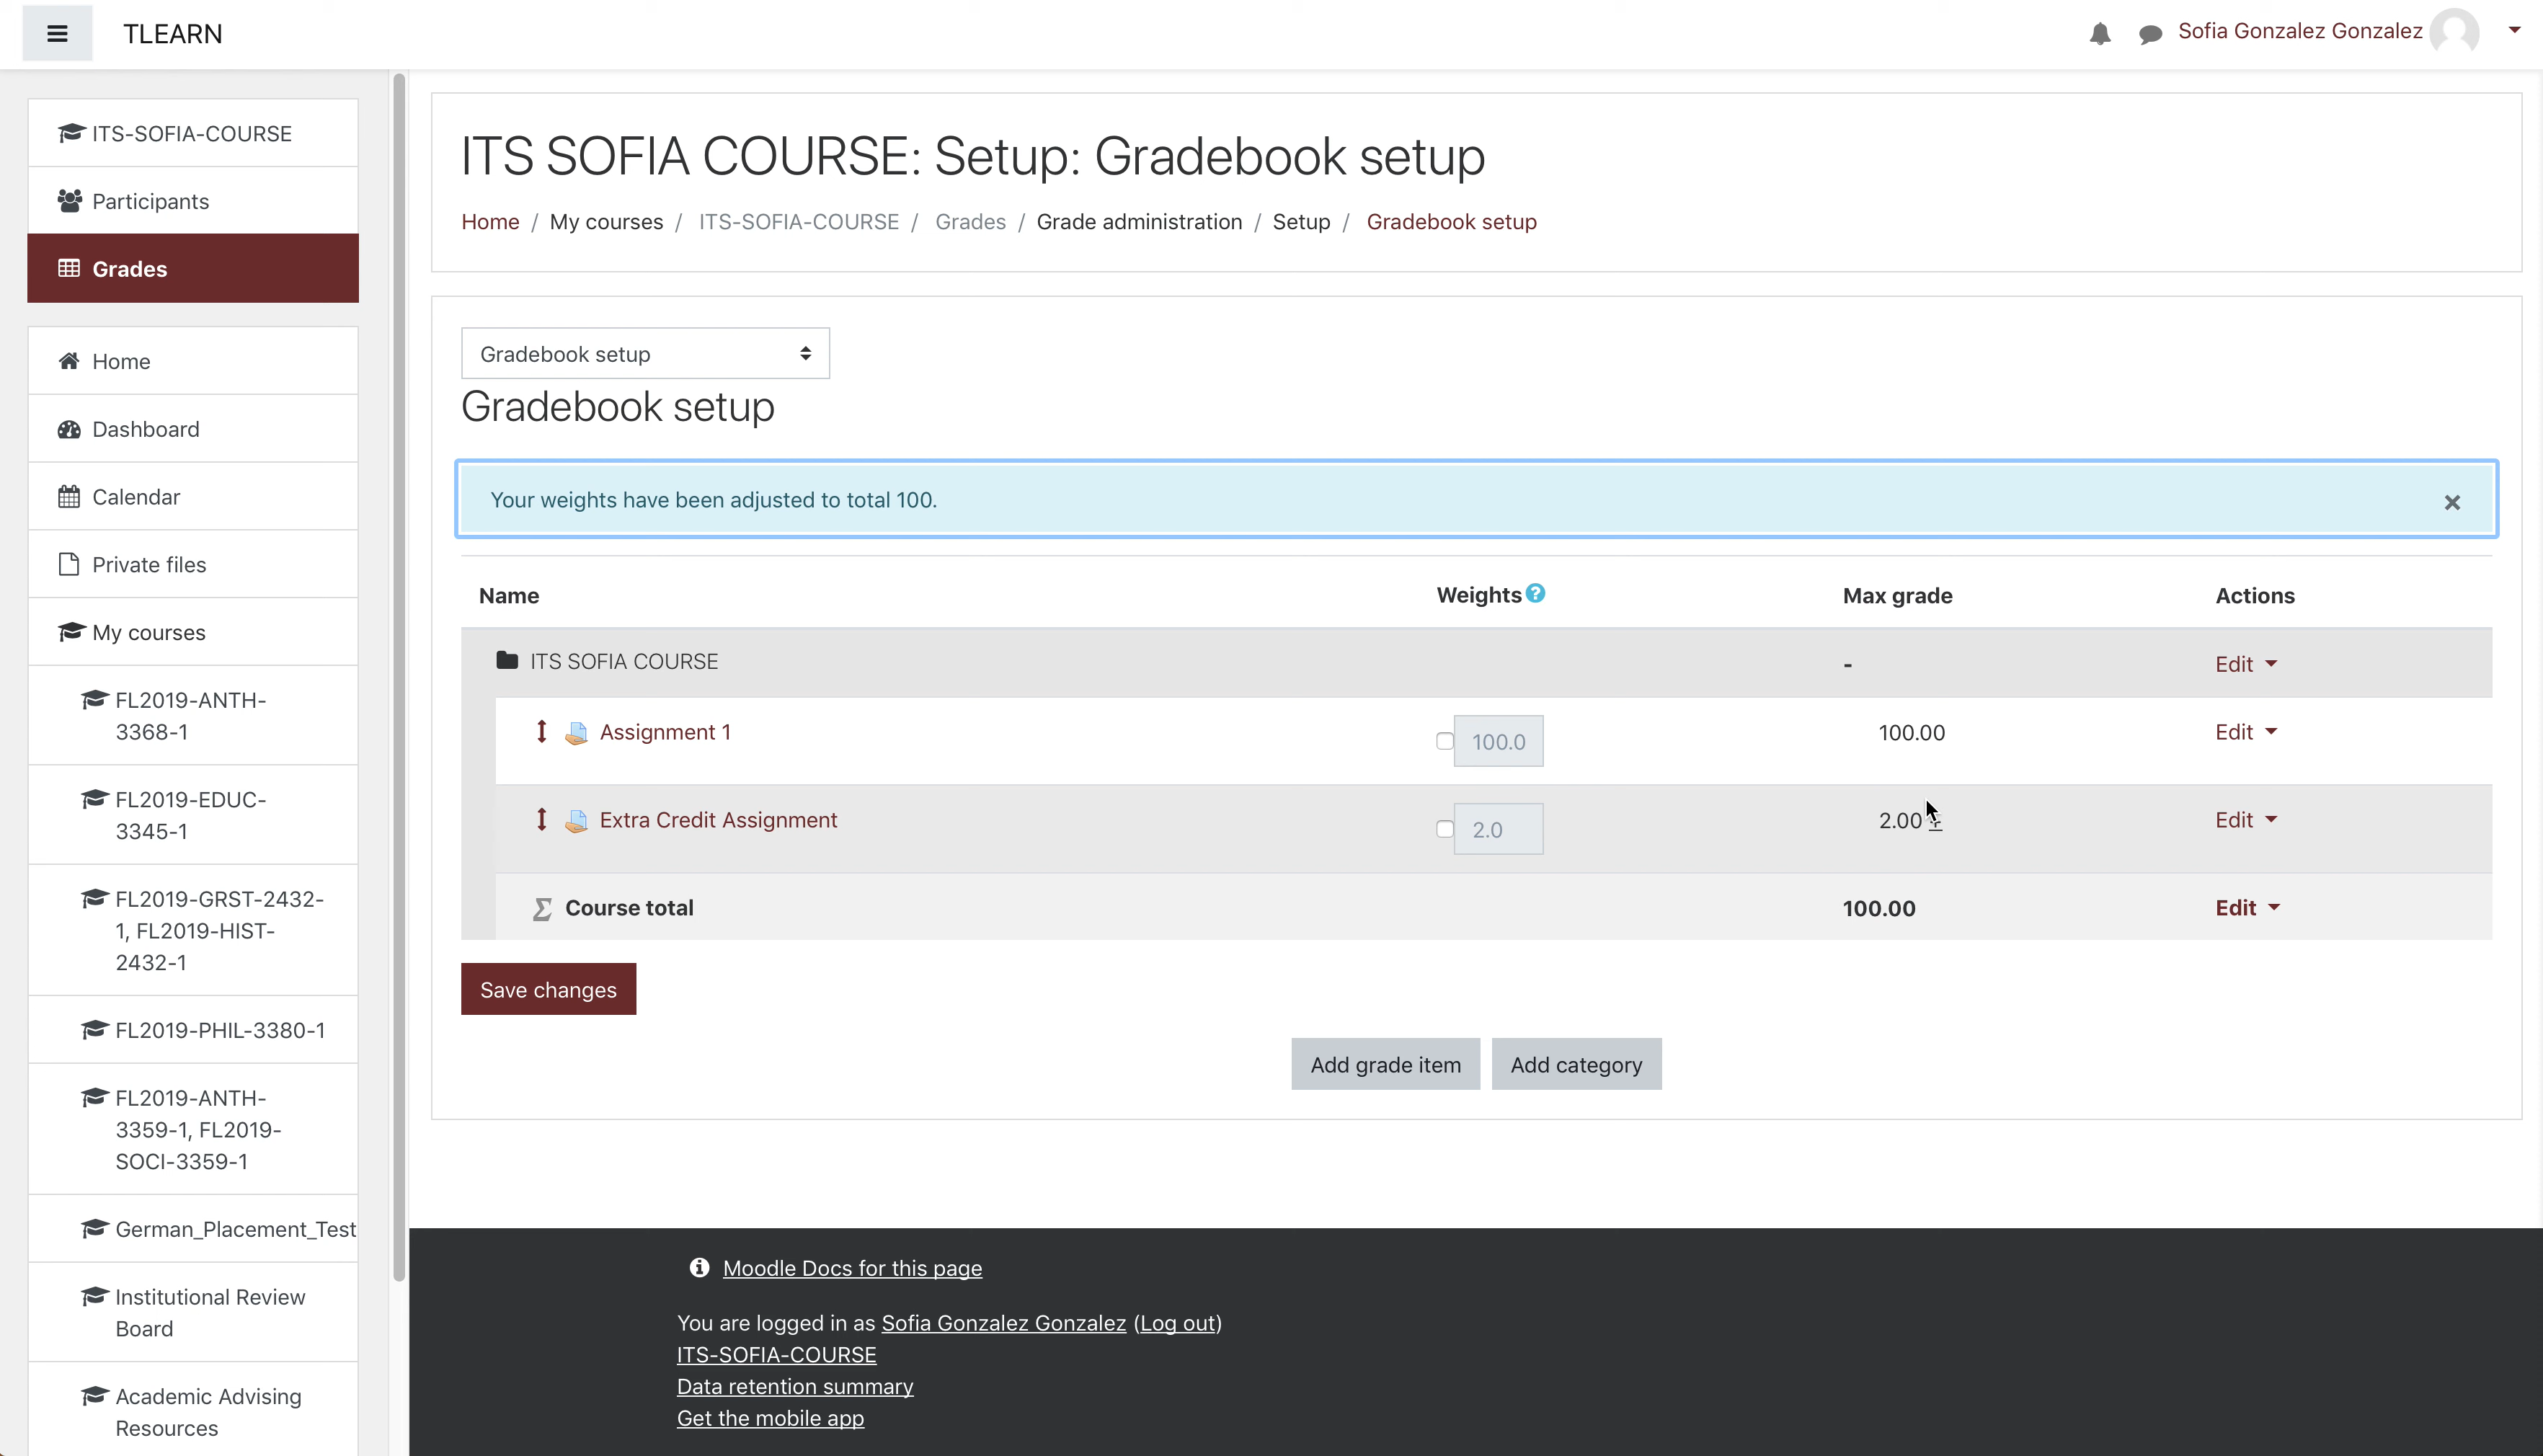 TLEARN
Sofia Gonzalez Gonzalez
ITS-SOFIA-COURSE
Participants
Grades
Home
Dashboard
Calendar
Private files
My courses
FL2019-ANTH-
3368-1
FL2019-EDUC-
3345-1
FL2019-GRST-2432-
1, FL2019-HIST-
2432-1
FL2019-PHIL-3380-1
FL2019-ANTH-
3359-1, FL2019-
SOCI-3359-1
German_Placement_Test
Institutional Review
Board
Academic Advising
Resources
ITS SOFIA COURSE: Setup: Gradebook setup
Home / My courses / ITS-SOFIA-COURSE / Grades / Grade administration / Setup / Gradebook setup
Gradebook setup
Gradebook setup
Your weights have been adjusted to total 100. ×
Name Weights ? Max grade Actions
ITS SOFIA COURSE - Edit
Assignment 1 100.0 100.00 Edit
Extra Credit Assignment 2.0 2.00 + Edit
Σ Course total 100.00 Edit
Save changes
Add grade item Add category
Moodle Docs for this page
You are logged in as Sofia Gonzalez Gonzalez (Log out)
ITS-SOFIA-COURSE
Data retention summary
Get the mobile app